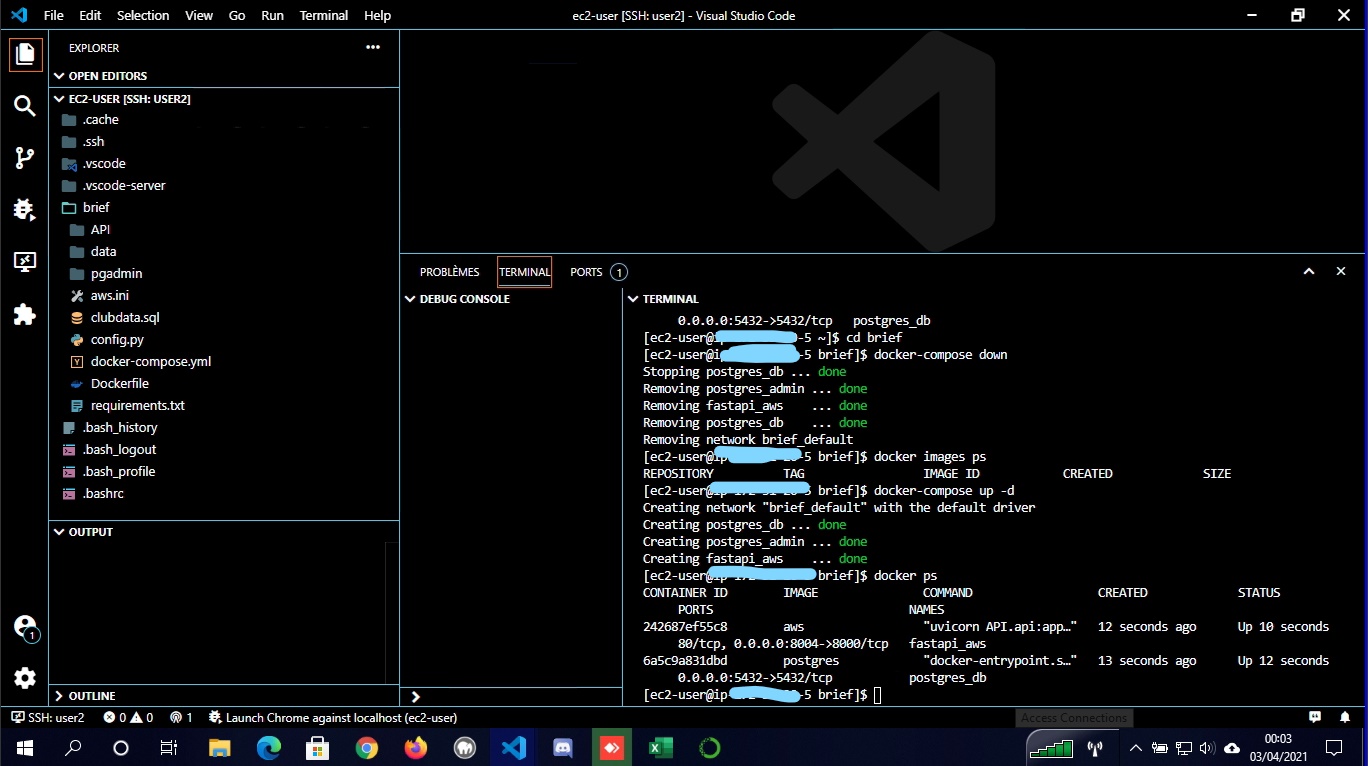 File Edit Selection View Go Run Terminal Help
ec2-user [SSH: user2] - Visual Studio Code
EXPLORER
OPEN EDITORS
EC2-USER [SSH: USER2]
.cache
.ssh
.vscode
.vscode-server
brief
API
data
pgadmin
aws.ini
clubdata.sql
config.py
docker-compose.yml
Dockerfile
requirements.txt
.bash_history
.bash_logout
.bash_profile
.bashrc
OUTPUT
OUTLINE
PROBLÈMES TERMINAL PORTS 1
DEBUG CONSOLE
TERMINAL
0.0.0.0:5432->5432/tcp postgres_db
[ec2-user@ip -5 ~]$ cd brief
[ec2-user@ip -5 brief]$ docker-compose down
Stopping postgres_db ... done
Removing postgres_admin ... done
Removing fastapi_aws ... done
Removing postgres_db ... done
Removing network brief_default
[ec2-user@ip -5 brief]$ docker images ps
REPOSITORY TAG IMAGE ID CREATED SIZE
[ec2-user@ip -5 brief]$ docker-compose up -d
Creating network "brief_default" with the default driver
Creating postgres_db ... done
Creating postgres_admin ... done
Creating fastapi_aws ... done
[ec2-user@ip brief]$ docker ps
CONTAINER ID IMAGE COMMAND CREATED STATUS
PORTS NAMES
242687ef55c8 aws "uvicorn API.api:app…" 12 seconds ago Up 10 seconds
80/tcp, 0.0.0.0:8004->8000/tcp fastapi_aws
6a5c9a831dbd postgres "docker-entrypoint.s…" 13 seconds ago Up 12 seconds
0.0.0.0:5432->5432/tcp postgres_db
[ec2-user@ip -5 brief]$
1
SSH: user2 0 0 1 Launch Chrome against localhost (ec2-user)
Access Connections
00:03
03/04/2021